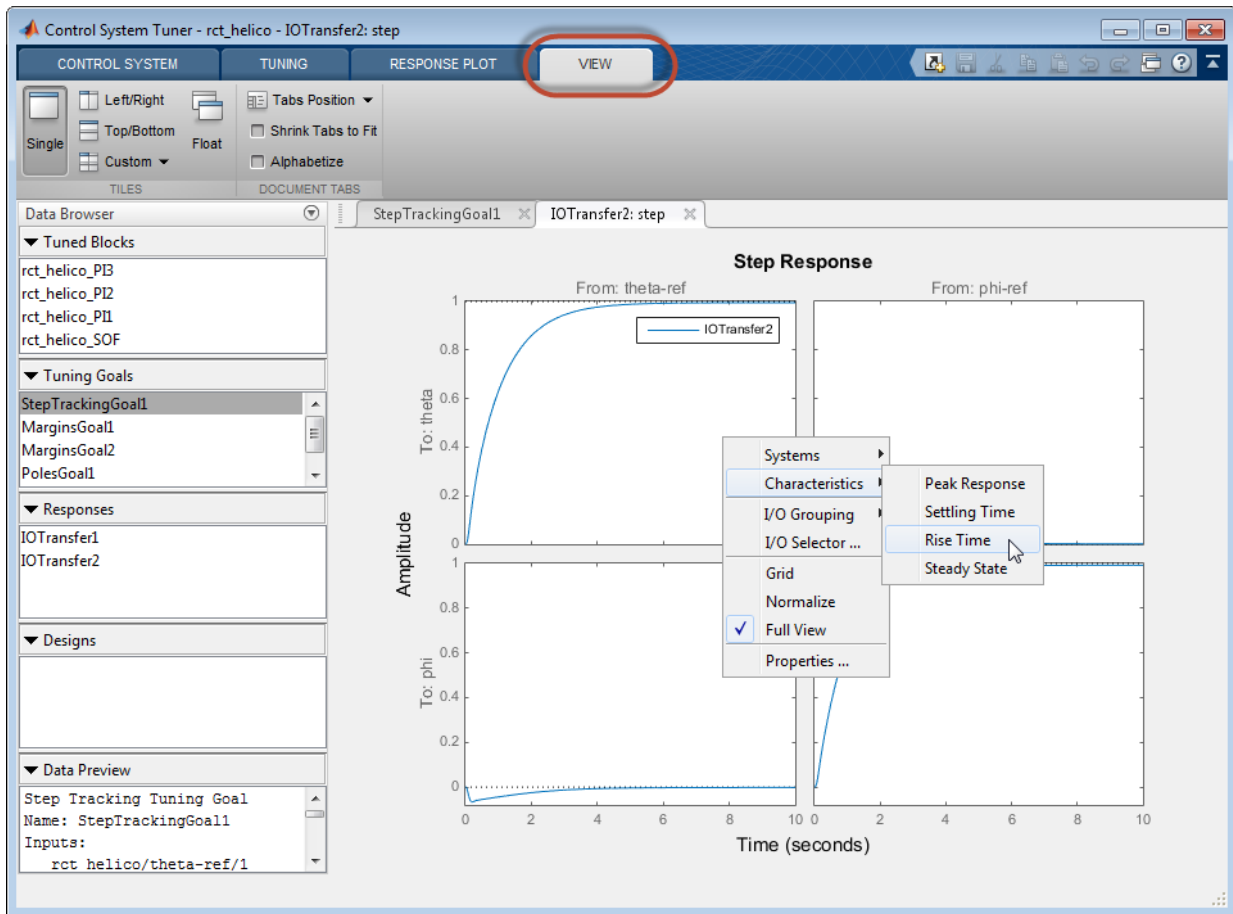 Control System Tuner - rct_helico - IOTransfer2: step
CONTROL SYSTEM TUNING RESPONSE PLOT VIEW
Single
Left/Right
Top/Bottom
Custom
Float
Tabs Position
Shrink Tabs to Fit
Alphabetize
TILES DOCUMENT TABS
Data Browser
Tuned Blocks
rct_helico_PI3
rct_helico_PI2
rct_helico_PI1
rct_helico_SOF
Tuning Goals
StepTrackingGoal1
MarginsGoal1
MarginsGoal2
PolesGoal1
Responses
IOTransfer1
IOTransfer2
Designs
Data Preview
Step Tracking Tuning Goal
Name: StepTrackingGoal1
Inputs:
rct_helico/theta-ref/1
StepTrackingGoal1 IOTransfer2: step
Step Response
From: theta-ref From: phi-ref
IOTransfer2
To: theta
1
0.8
0.6
0.4
0.2
0
Amplitude
To: phi
1
0.8
0.6
0.4
0.2
0
0 2 4 6 8 10 0 2 4 6 8 10
Time (seconds)
Systems
Characteristics
I/O Grouping
I/O Selector ...
Grid
Normalize
Full View
Properties ...
Peak Response
Settling Time
Rise Time
Steady State